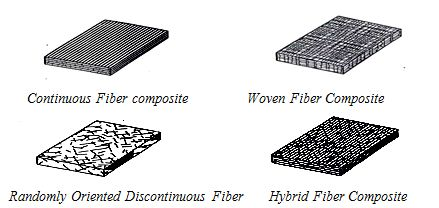 Continuous Fiber composite
Woven Fiber Composite
Randomly Oriented Discontinuous Fiber
Hybrid Fiber Composite